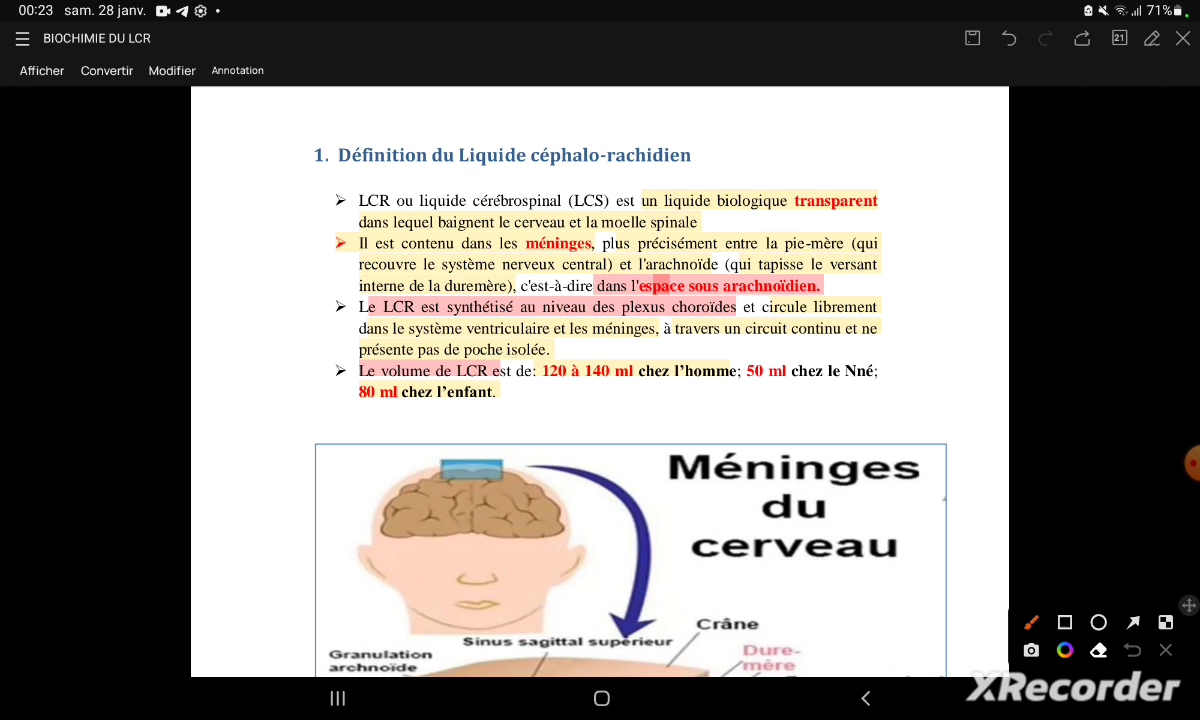 00:23 sam. 28 janv.
71%
BIOCHIMIE DU LCR
21
Afficher Convertir Modifier Annotation
1. Définition du Liquide céphalo-rachidien
➢ LCR ou liquide cérébrospinal (LCS) est un liquide biologique transparent
dans lequel baignent le cerveau et la moelle spinale
➢ Il est contenu dans les méninges, plus précisément entre la pie-mère (qui
recouvre le système nerveux central) et l'arachnoïde (qui tapisse le versant
interne de la duremère), c'est-à-dire dans l'espace sous arachnoïdien.
➢ Le LCR est synthétisé au niveau des plexus choroïdes et circule librement
dans le système ventriculaire et les méninges, à travers un circuit continu et ne
présente pas de poche isolée.
➢ Le volume de LCR est de: 120 à 140 ml chez l’homme; 50 ml chez le Nné;
80 ml chez l’enfant.
Méninges
du
cerveau
Crâne
Sinus sagittal supérieur
Granulation
archnoïde
Dure-
mère
XRecorder